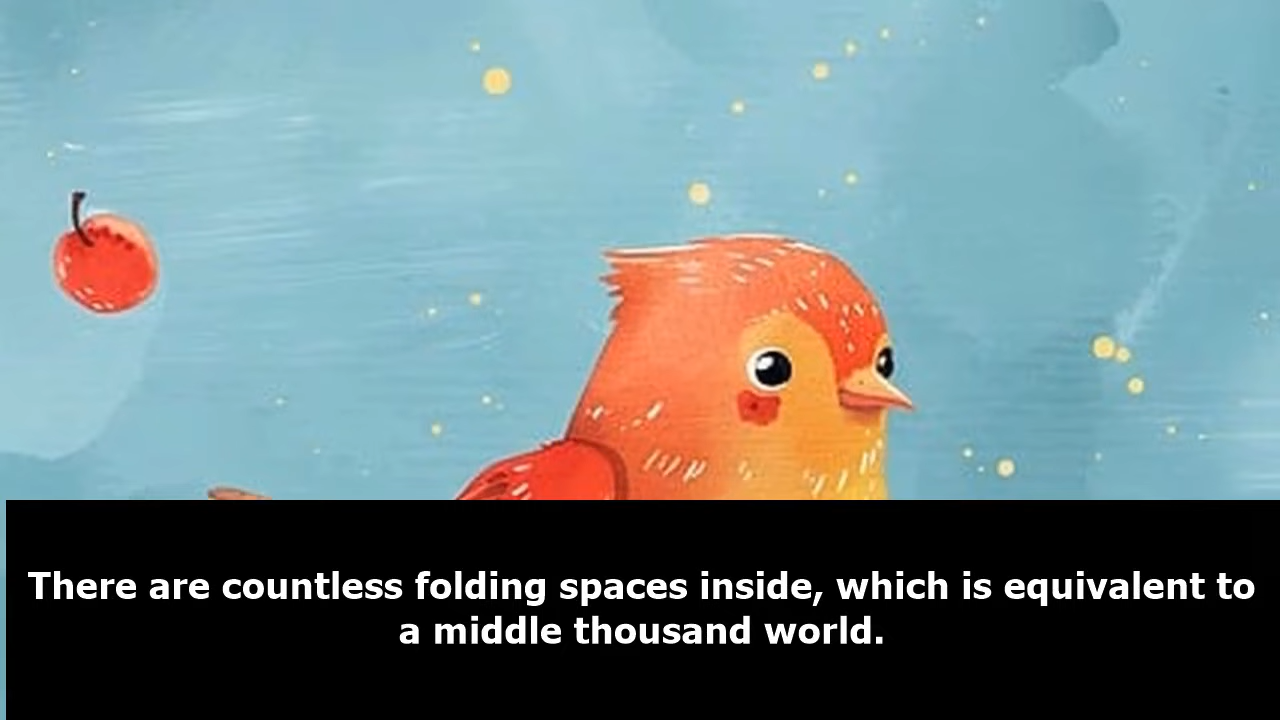 There are countless folding spaces inside, which is equivalent to
a middle thousand world.